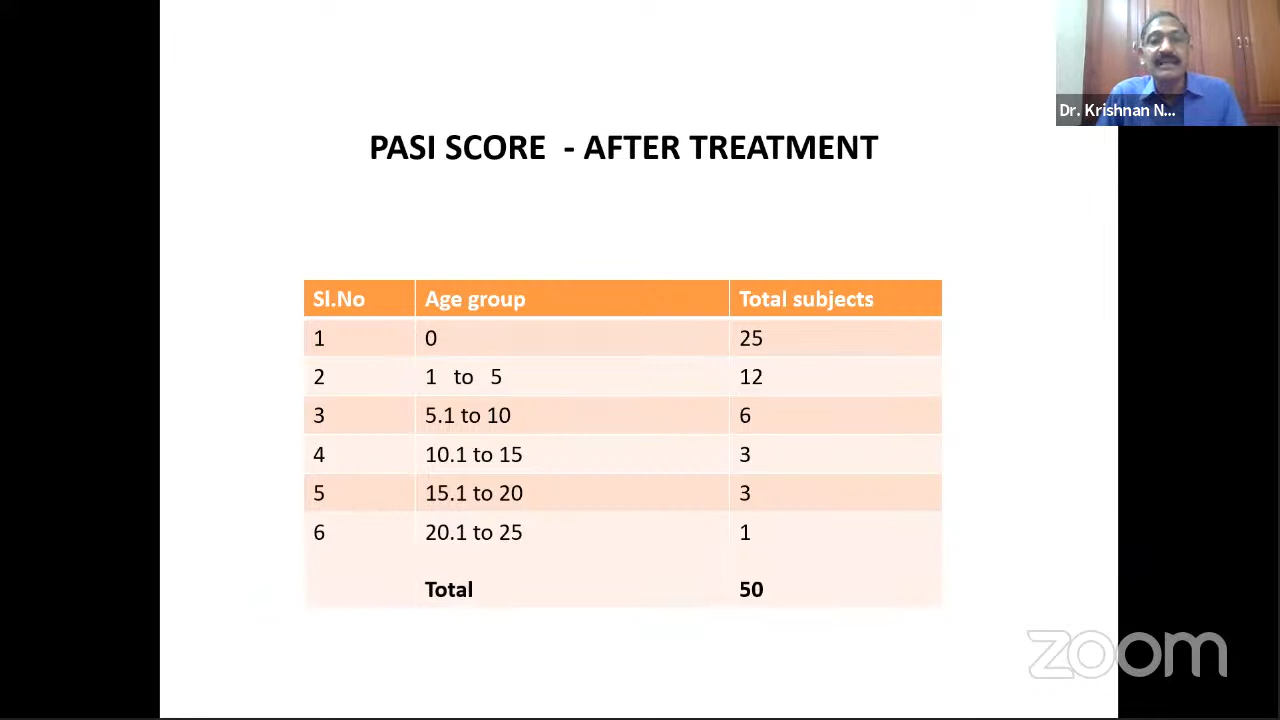 Dr. Krishnan N...
PASI SCORE - AFTER TREATMENT
Sl.No Age group Total subjects
1 0 25
2 1 to 5 12
3 5.1 to 10 6
4 10.1 to 15 3
5 15.1 to 20 3
6 20.1 to 25 1
Total 50
zoom